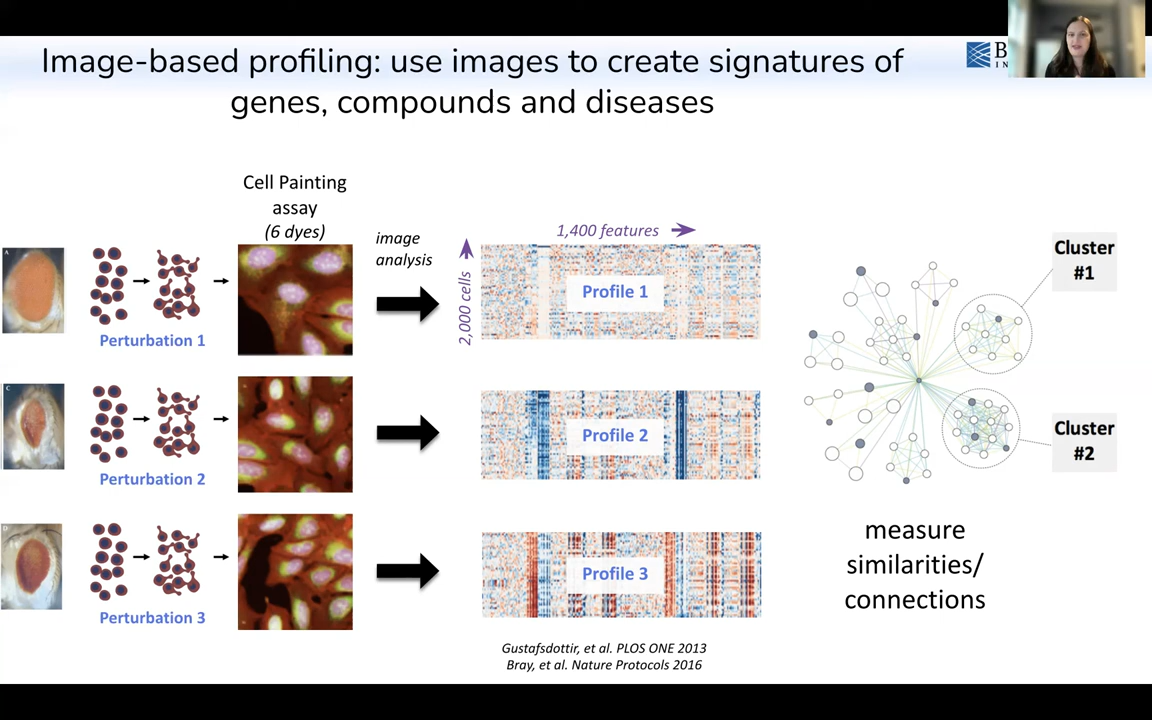 Image-based profiling: use images to create signatures of
genes, compounds and diseases
B
I N
Cell Painting
assay
(6 dyes)
image
analysis
1,400 features
2,000 cells
A
Perturbation 1
Profile 1
Cluster
#1
C
Perturbation 2
Profile 2
Cluster
#2
D
Perturbation 3
Profile 3
measure
similarities/
connections
Gustafsdottir, et al. PLOS ONE 2013
Bray, et al. Nature Protocols 2016